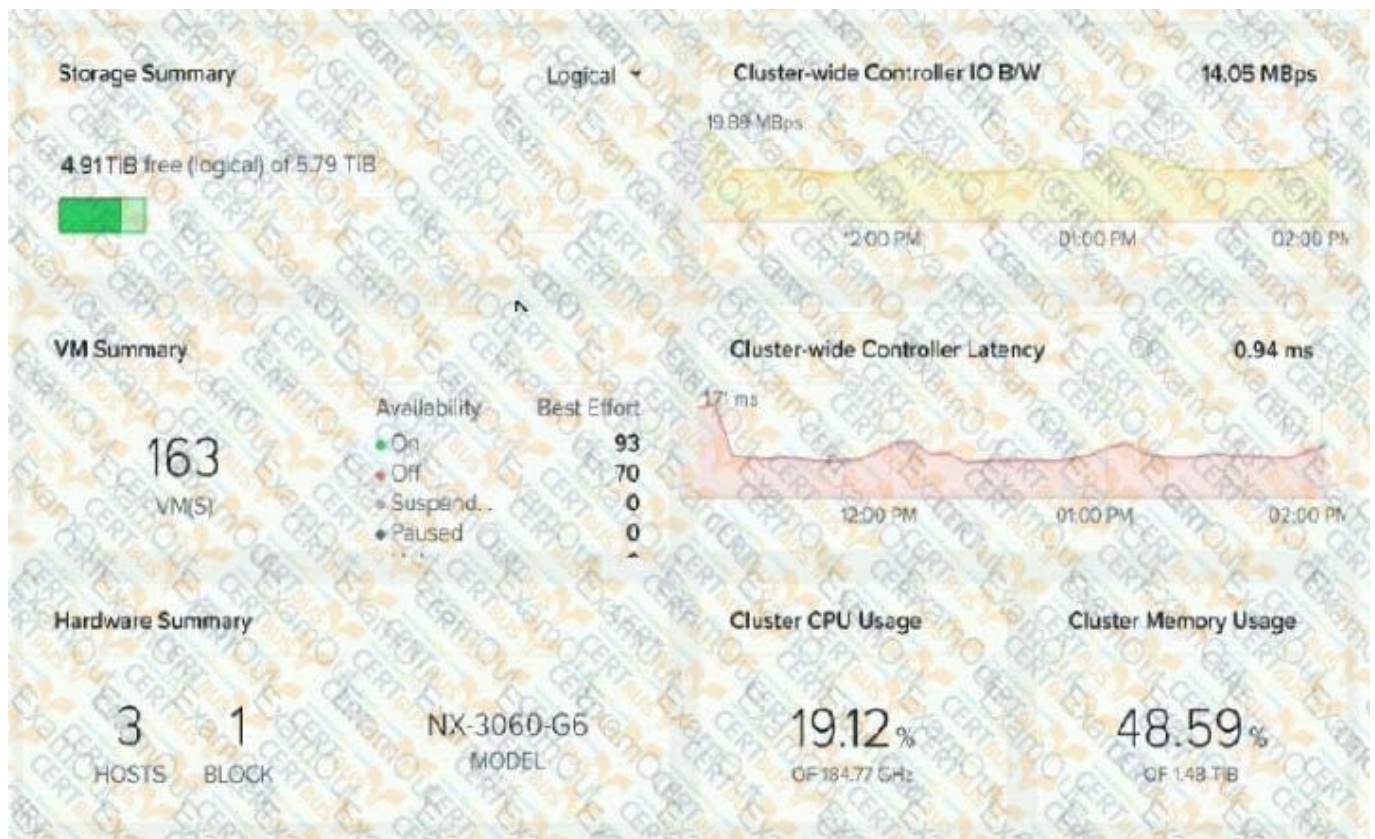 Storage Summary
Logical
4.91 TiB free (logical) of 5.79 TiB
Cluster-wide Controller IO B/W
14.05 MBps
19.89 MBps
12:00 PM
01:00 PM
02:00 PM
VM Summary
163
VM(S)
Availability
Best Effort
On
93
Off
70
Suspend...
0
Paused
0
Cluster-wide Controller Latency
0.94 ms
ms
12:00 PM
01:00 PM
02:00 PM
Hardware Summary
3
HOSTS
1
BLOCK
NX-3060-G6
MODEL
Cluster CPU Usage
19.12 %
OF 184.77 GHz
Cluster Memory Usage
48.59 %
OF 1.48 TiB